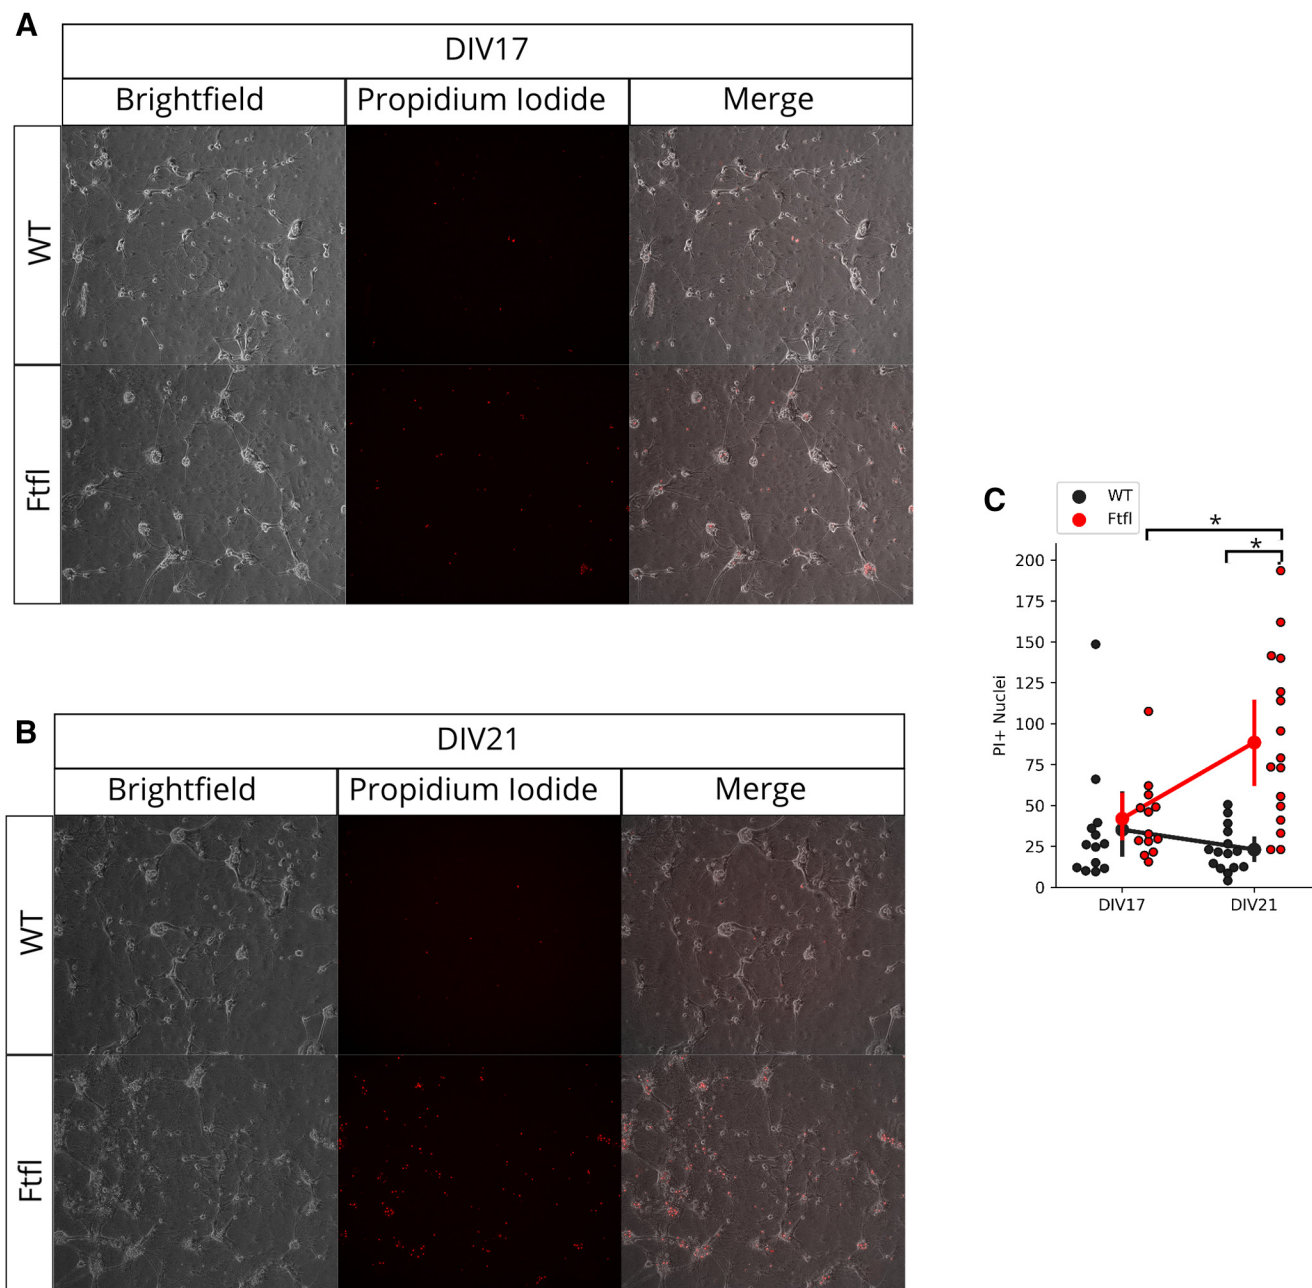 A
DIV17
Brightfield
Propidium Iodide
Merge
WT
Ftfl
B
DIV21
Brightfield
Propidium Iodide
Merge
WT
Ftfl
C
WT
Ftfl
*
*
200
175
150
125
100
75
50
25
0
PI+ Nuclei
DIV17
DIV21